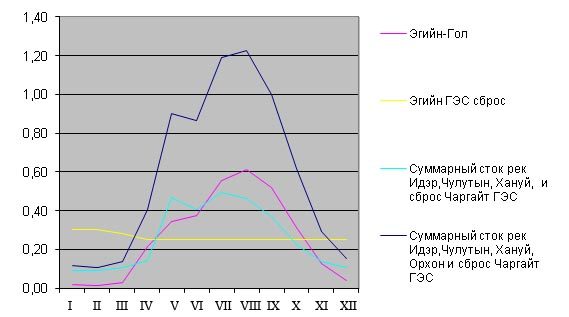 1,40
1,20
1,00
0,80
0,60
0,40
0,20
0,00
I II III IV V VI VII VIII IX X XI XII
Эгийн-Гол
Эгийн ГЭС сброс
Суммарный сток рек
Идэр,Чулутын, Хануй, и
сброс Чаргайт ГЭС
Суммарный сток рек
Идэр,Чулутын, Хануй,
Орхон и сброс Чаргайт
ГЭС